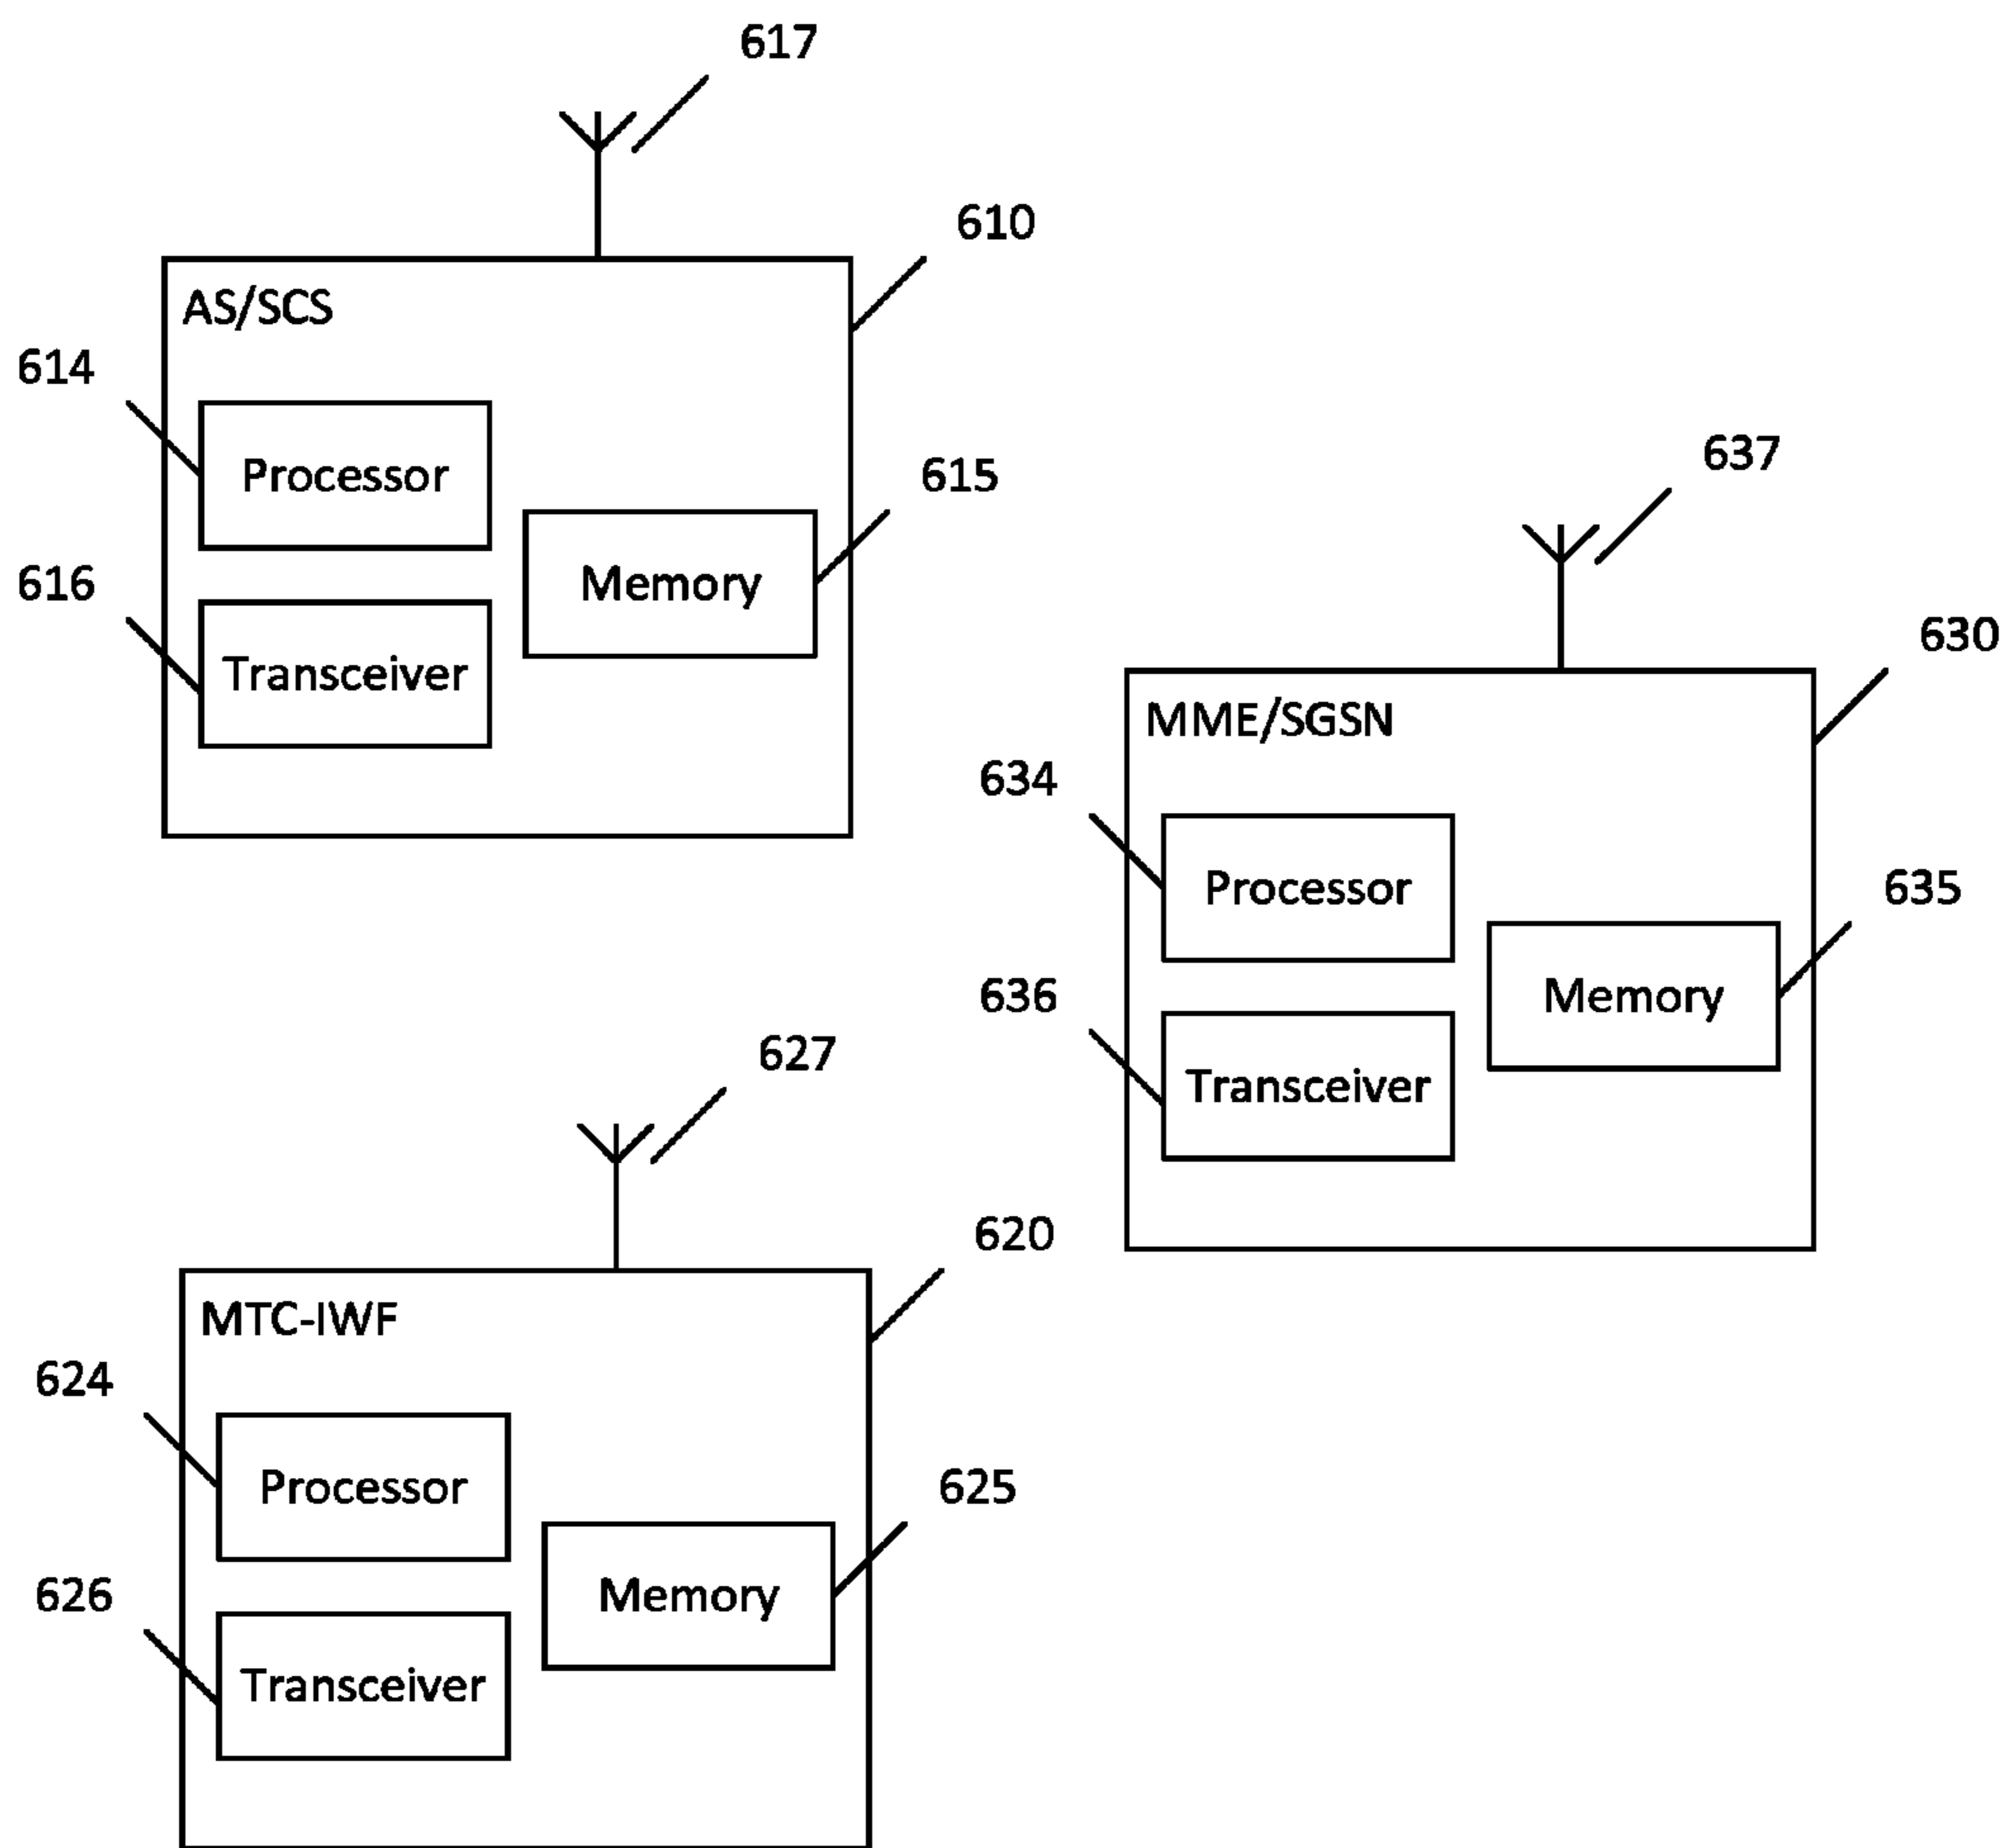 617
610
AS/SCS
614
Processor
615
Memory
616
Transceiver
637
630
MME/SGSN
634
Processor
635
Memory
636
Transceiver
627
620
MTC-IWF
624
Processor
625
Memory
626
Transceiver